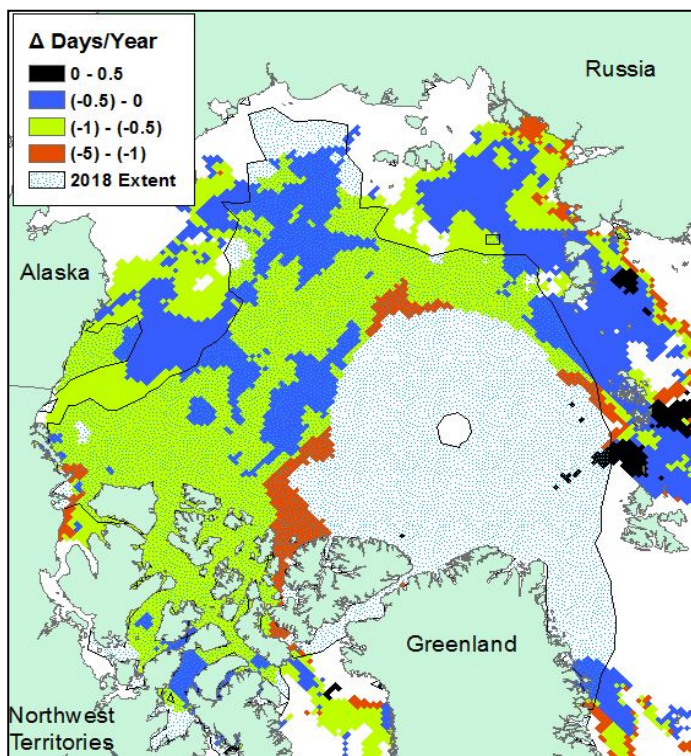 Δ Days/Year
0 - 0.5
(-0.5) - 0
(-1) - (-0.5)
(-5) - (-1)
2018 Extent
Russia
Alaska
Greenland
Northwest
Territories